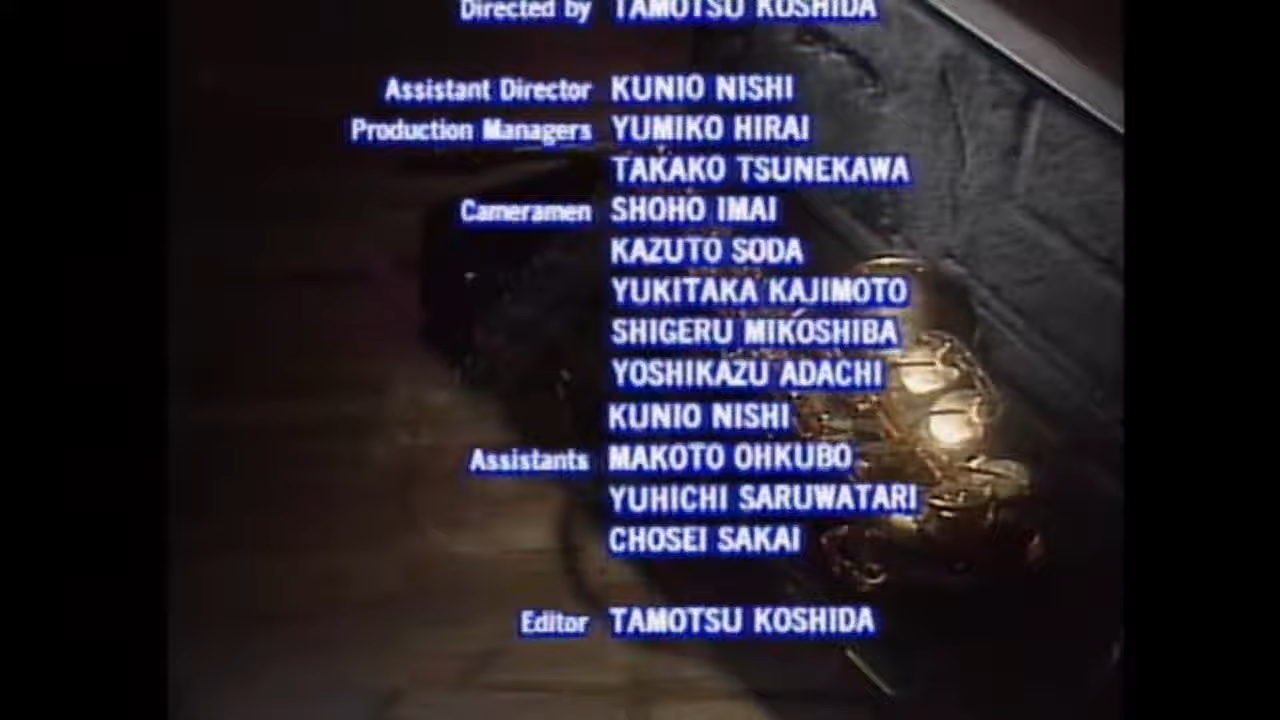 Directed by TAMOTSU KOSHIDA
Assistant Director KUNIO NISHI
Production Managers YUMIKO HIRAI
TAKAKO TSUNEKAWA
Cameramen SHOHO IMAI
KAZUTO SODA
YUKITAKA KAJIMOTO
SHIGERU MIKOSHIBA
YOSHIKAZU ADACHI
KUNIO NISHI
Assistants MAKOTO OHKUBO
YUHICHI SARUWATARI
CHOSEI SAKAI
Editor TAMOTSU KOSHIDA